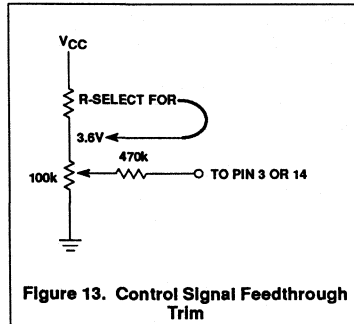 VCC
R-SELECT FOR
3.6V
470k
100k
TO PIN 3 OR 14
Figure 13. Control Signal Feedthrough
Trim